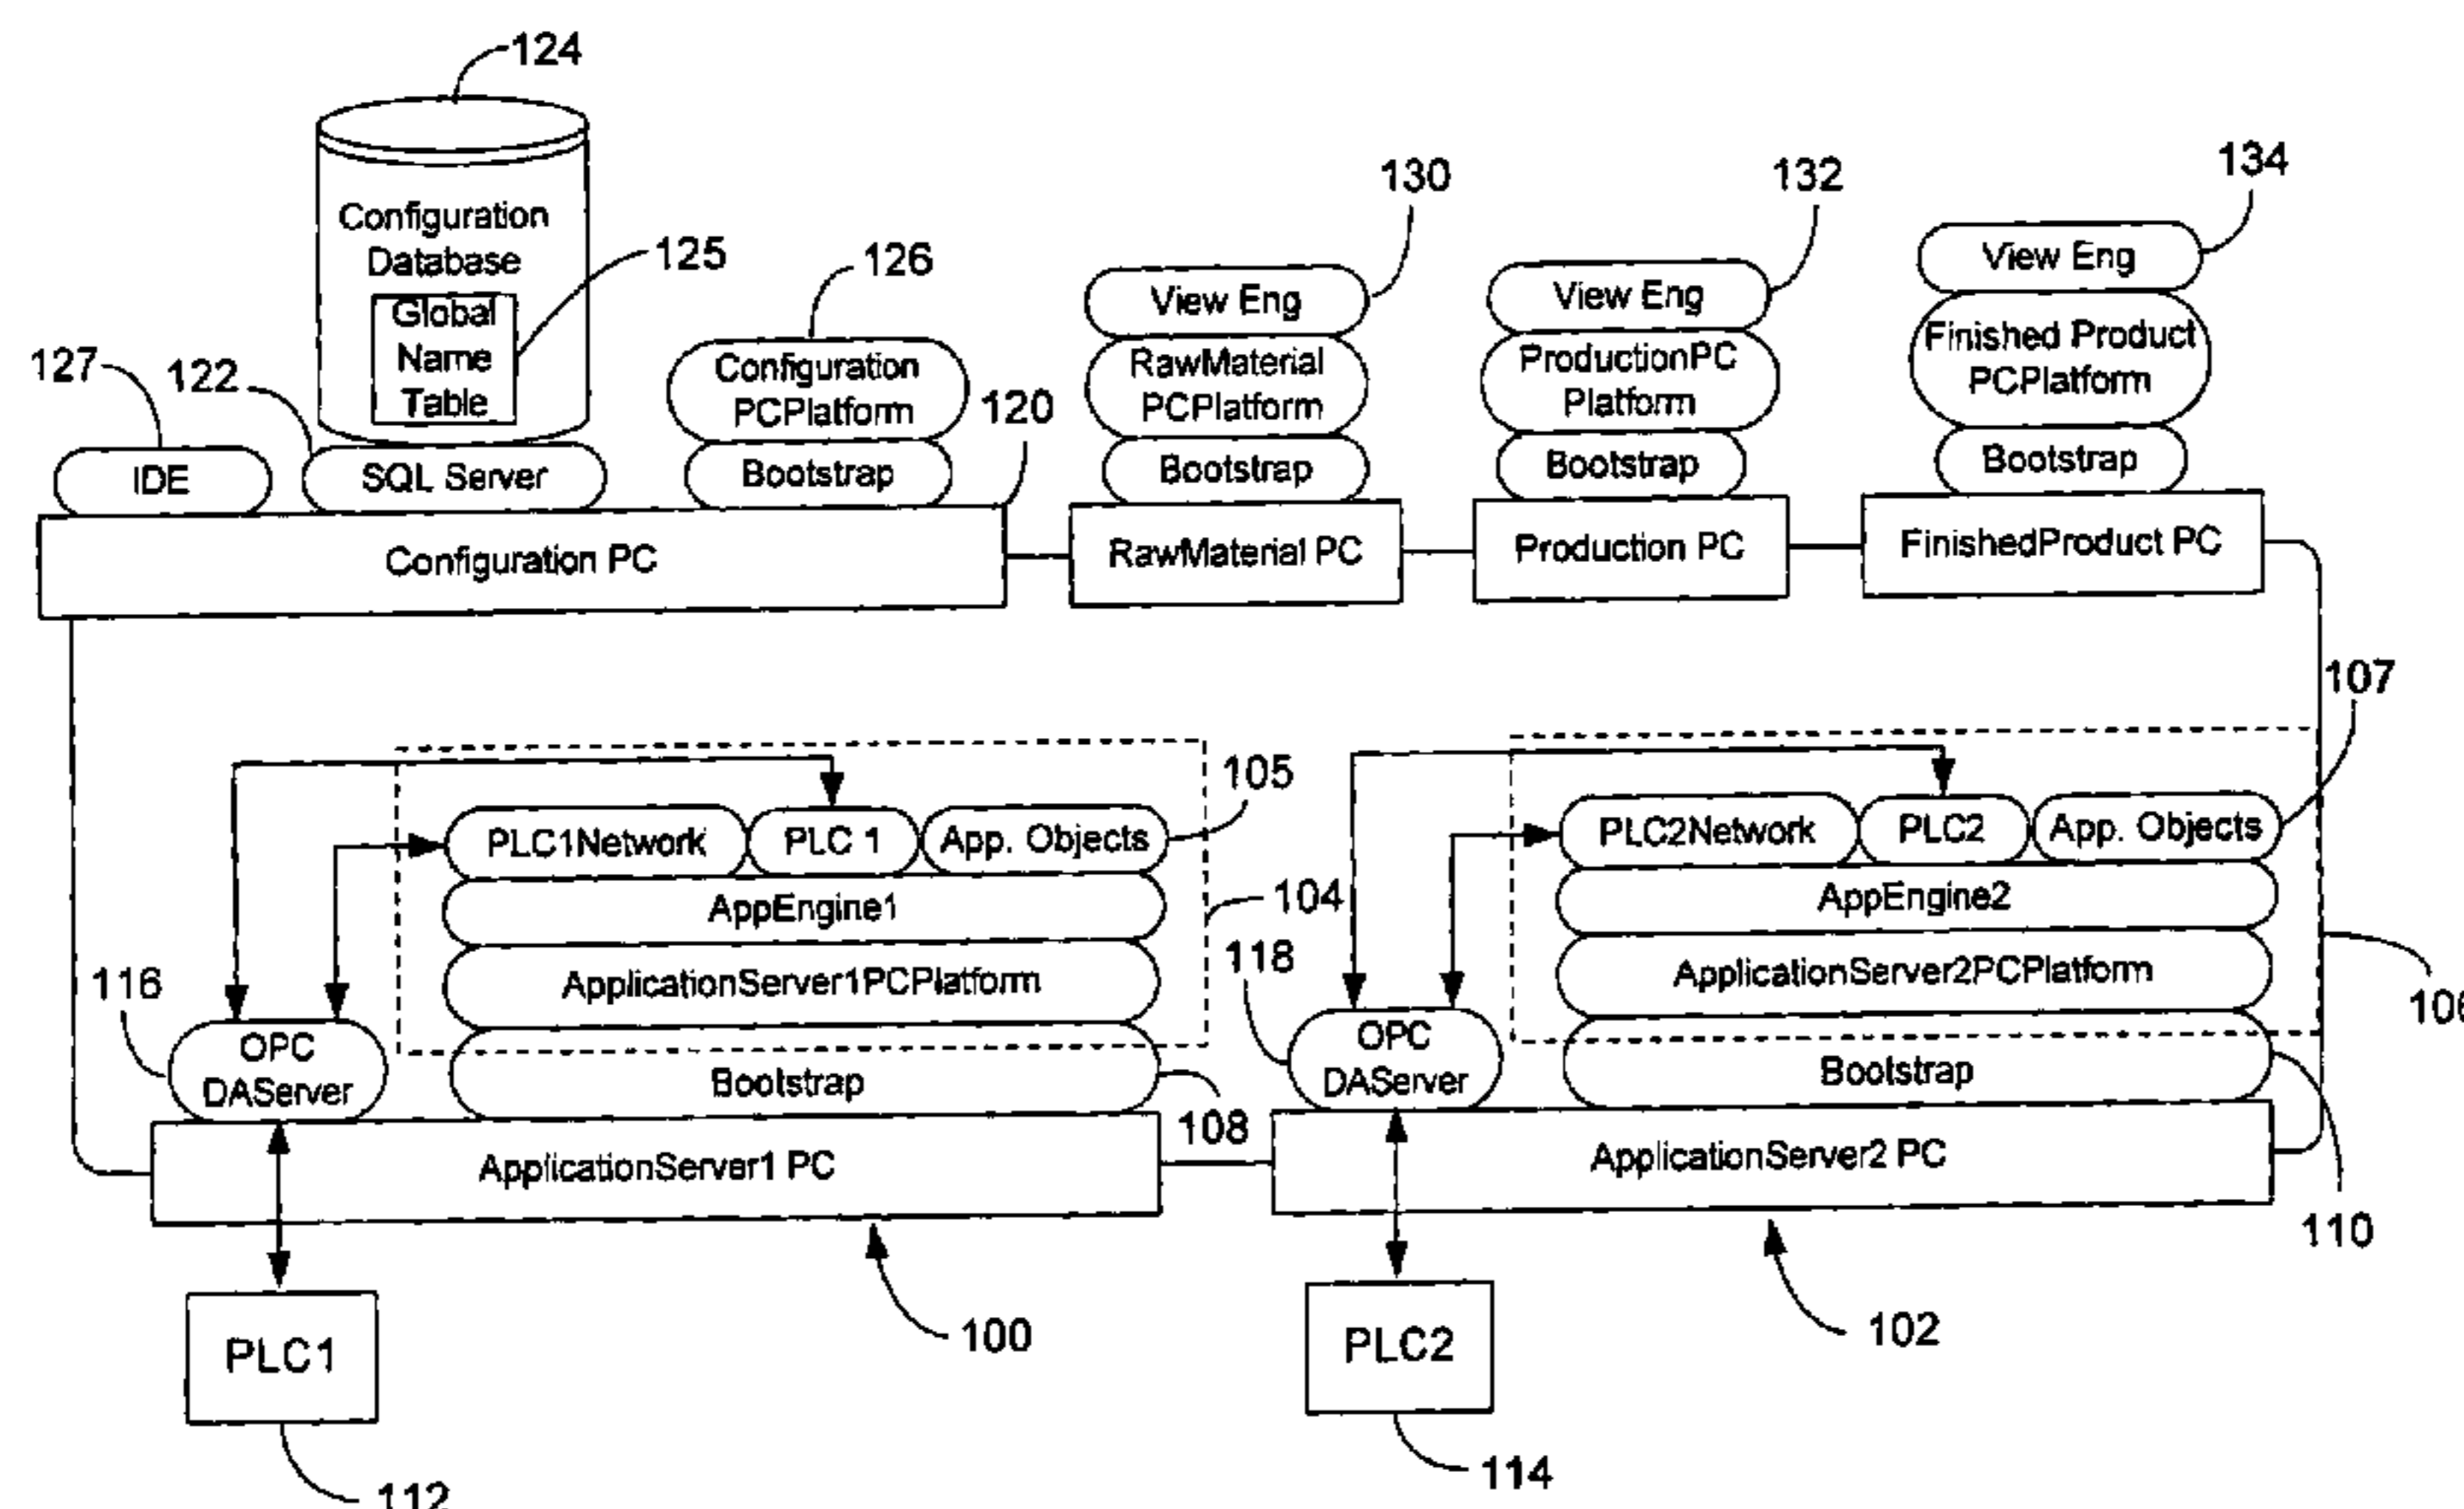 124
Configuration
Database
125
Global
Name
Table
127
122
IDE
SQL Server
126
Configuration
PCPlatform
Bootstrap
120
Configuration PC
130
View Eng
RawMaterial
PCPlatform
Bootstrap
RawMaterial PC
132
View Eng
ProductionPC
Platform
Bootstrap
Production PC
134
View Eng
Finished Product
PCPlatform
Bootstrap
FinishedProduct PC
107
105
PLC1Network
PLC 1
App. Objects
AppEngine1
104
ApplicationServer1PCPlatform
116
OPC
DAServer
Bootstrap
108
ApplicationServer1 PC
100
PLC1
112
PLC2Network
PLC2
App. Objects
AppEngine2
118
ApplicationServer2PCPlatform
106
OPC
DAServer
Bootstrap
110
ApplicationServer2 PC
102
PLC2
114